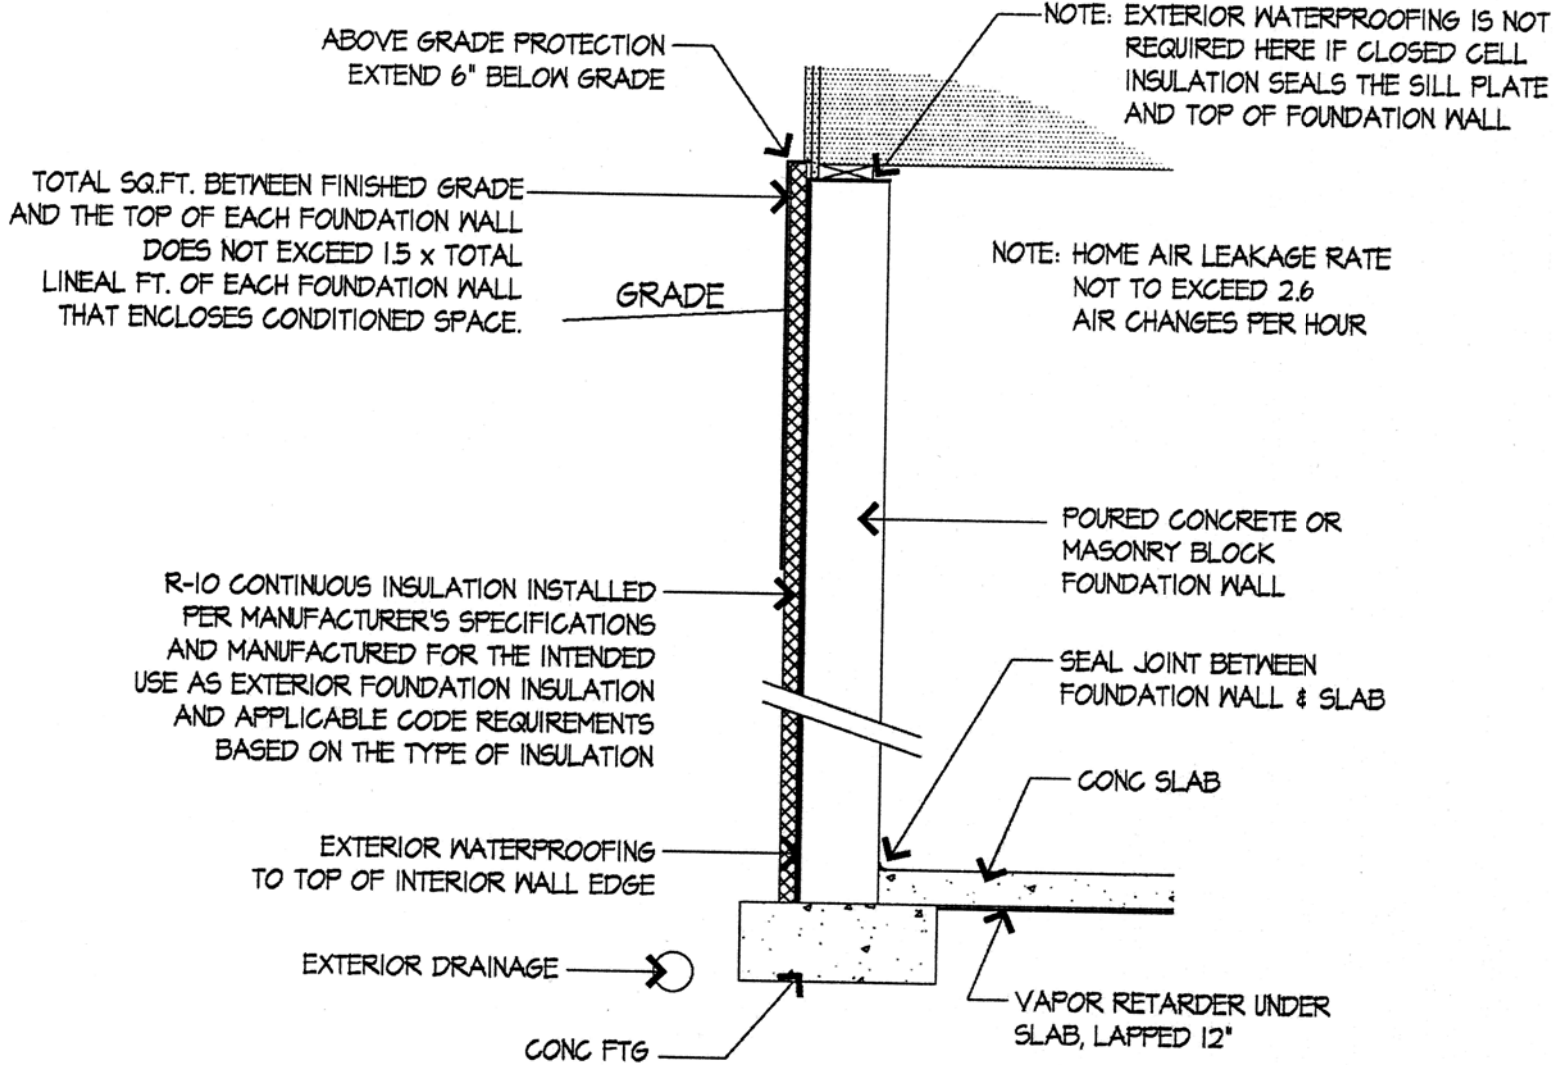 ABOVE GRADE PROTECTION
EXTEND 6" BELOW GRADE
NOTE: EXTERIOR WATERPROOFING IS NOT
REQUIRED HERE IF CLOSED CELL
INSULATION SEALS THE SILL PLATE
AND TOP OF FOUNDATION WALL
TOTAL SQ.FT. BETWEEN FINISHED GRADE
AND THE TOP OF EACH FOUNDATION WALL
DOES NOT EXCEED 1.5 x TOTAL
LINEAL FT. OF EACH FOUNDATION WALL
THAT ENCLOSES CONDITIONED SPACE.
GRADE
NOTE: HOME AIR LEAKAGE RATE
NOT TO EXCEED 2.6
AIR CHANGES PER HOUR
POURED CONCRETE OR
MASONRY BLOCK
FOUNDATION WALL
R-10 CONTINUOUS INSULATION INSTALLED
PER MANUFACTURER'S SPECIFICATIONS
AND MANUFACTURED FOR THE INTENDED
USE AS EXTERIOR FOUNDATION INSULATION
AND APPLICABLE CODE REQUIREMENTS
BASED ON THE TYPE OF INSULATION
SEAL JOINT BETWEEN
FOUNDATION WALL & SLAB
CONC SLAB
EXTERIOR WATERPROOFING
TO TOP OF INTERIOR WALL EDGE
EXTERIOR DRAINAGE
VAPOR RETARDER UNDER
SLAB, LAPPED 12"
CONC FTG